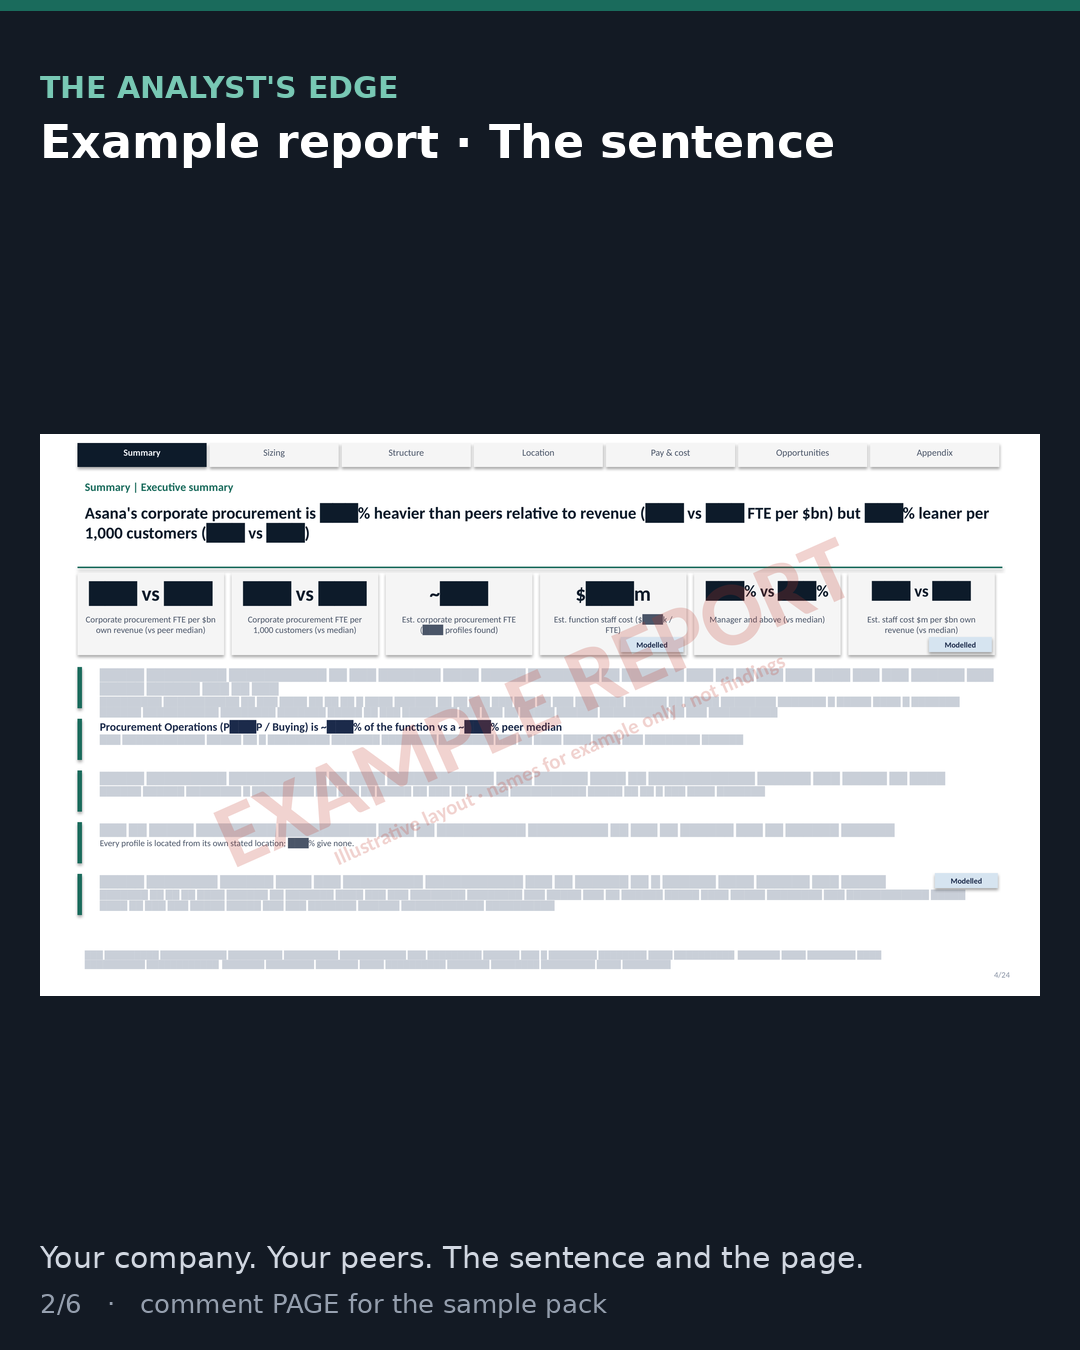 THE ANALYST'S EDGE
Example report · The sentence
Summary
Sizing
Structure
Location
Pay & cost
Opportunities
Appendix
Summary | Executive summary
Asana's corporate procurement is % heavier than peers relative to revenue ( vs FTE per $bn) but % leaner per
1,000 customers ( vs )
vs
Corporate procurement FTE per $bn
own revenue (vs peer median)
vs
Corporate procurement FTE per
1,000 customers (vs median)
~
Est. corporate procurement FTE
( profiles found)
$ m
Est. function staff cost ($ k /
FTE)
Modelled
% vs %
Manager and above (vs median)
vs
Est. staff cost $m per $bn own
revenue (vs median)
Modelled
Procurement Operations (P P / Buying) is ~ % of the function vs a ~ % peer median
Every profile is located from its own stated location; % give none.
Modelled
EXAMPLE REPORT
Illustrative layout · names for example only · not findings
4/24
Your company. Your peers. The sentence and the page.
2/6 · comment PAGE for the sample pack